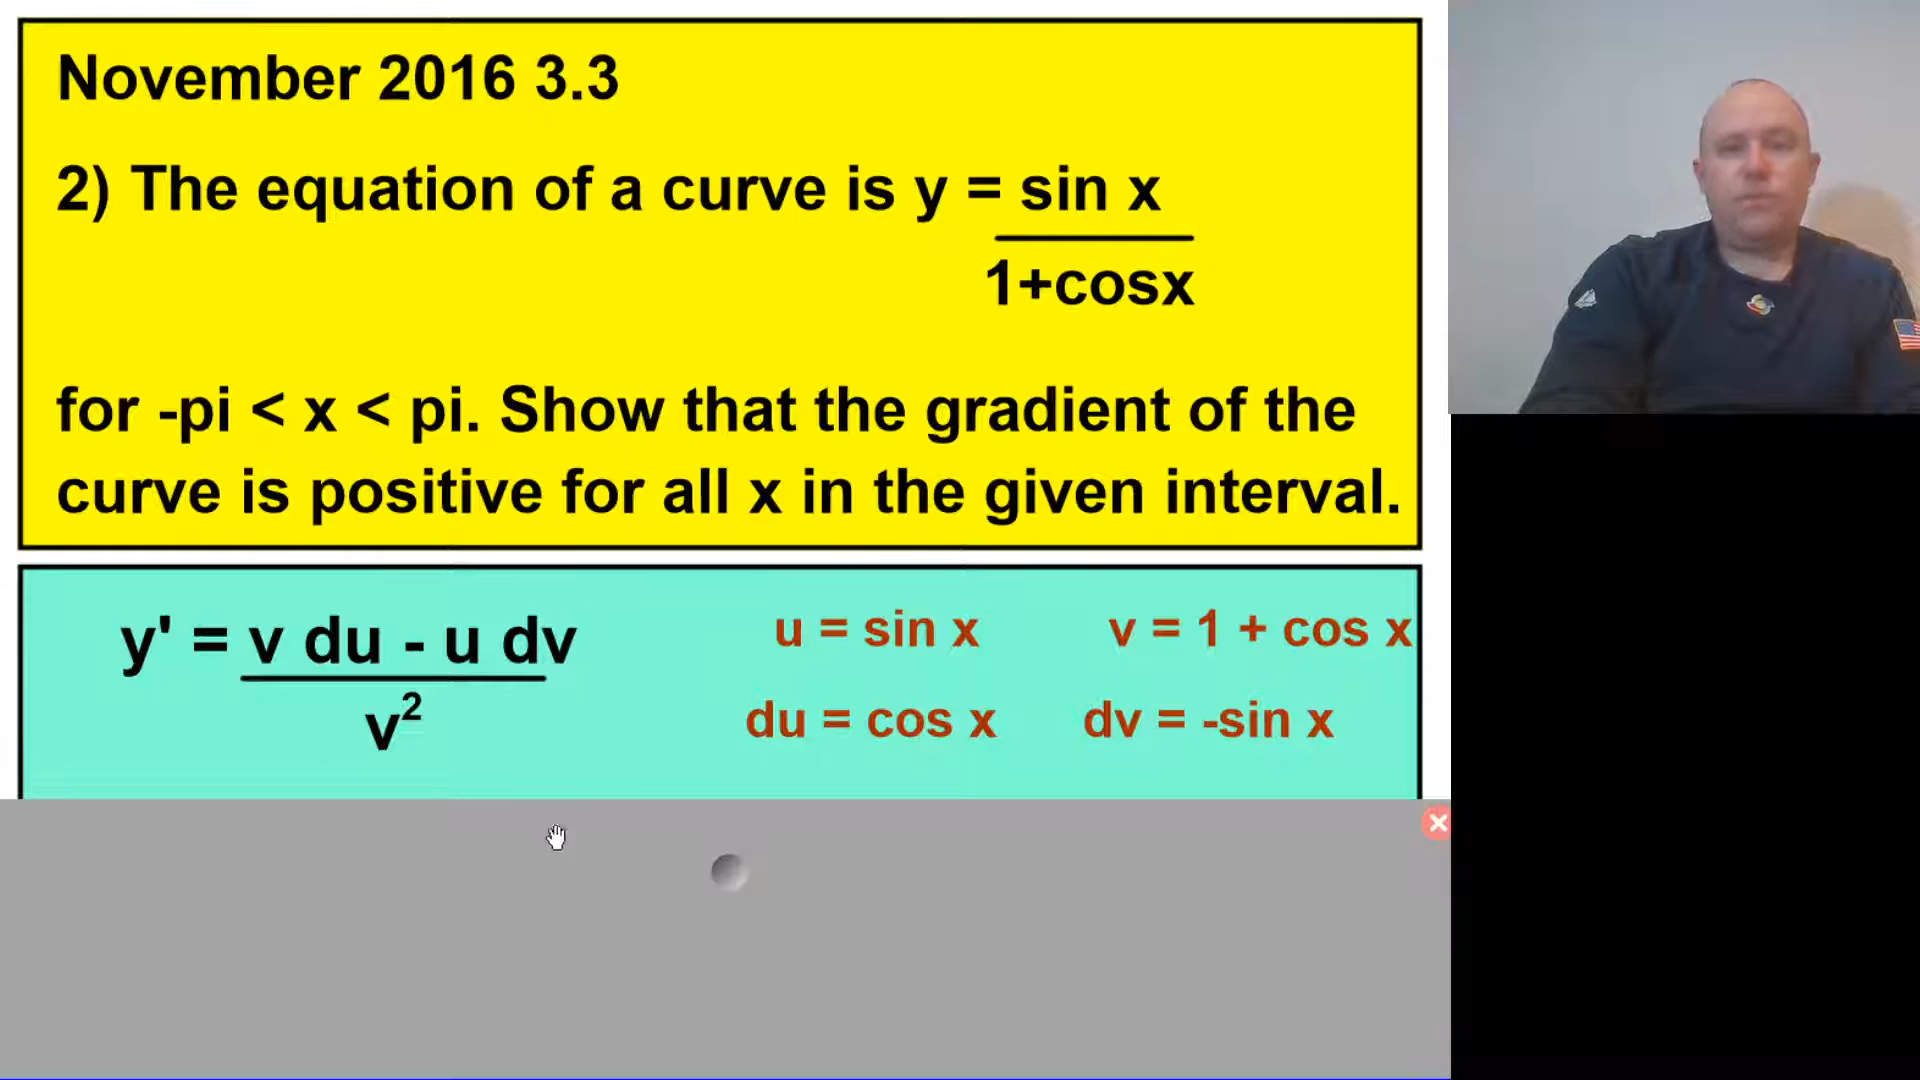 November 2016 3.3
2) The equation of a curve is y = sin x
1+cosx
for -pi < x < pi. Show that the gradient of the
curve is positive for all x in the given interval.
y' = v du - u dv
v²
u = sin x v = 1 + cos x
du = cos x dv = -sin x